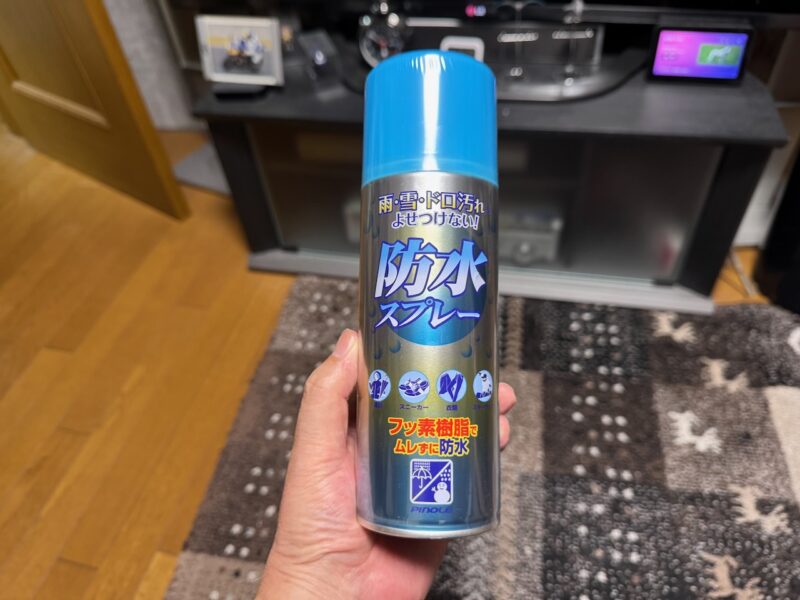 雨・雪・ドロ汚れ
よせつけない!
防水
スプレー
スニーカー
衣類
フッ素樹脂で
ムレずに防水
PINOLE